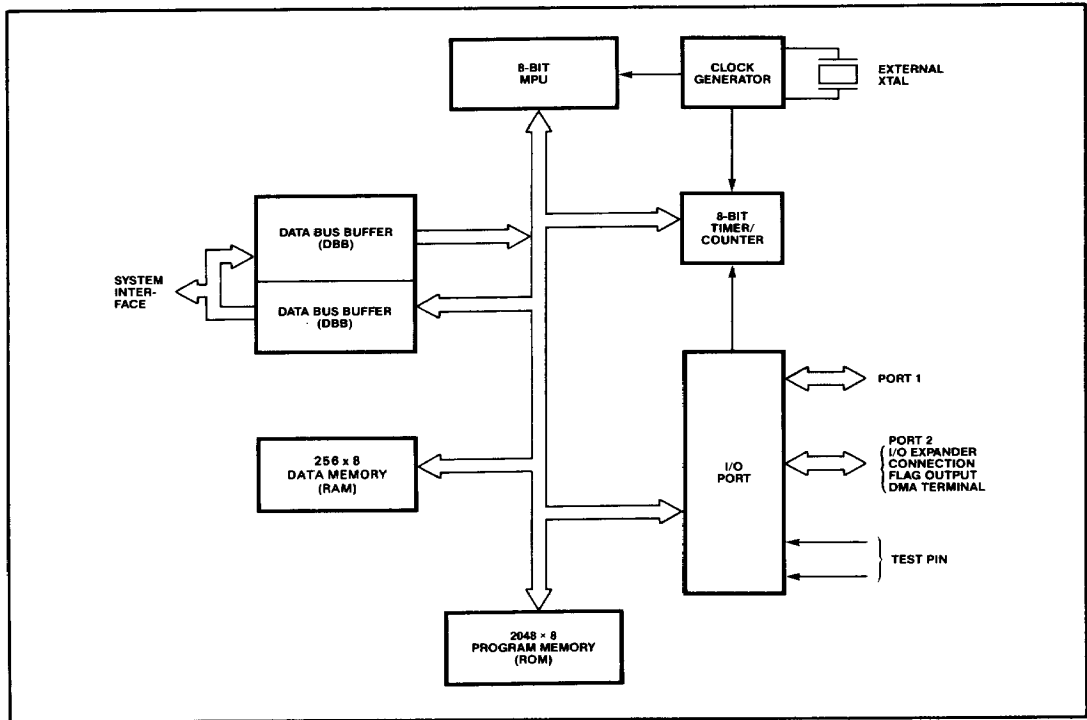 8-BIT
MPU
CLOCK
GENERATOR
EXTERNAL
XTAL
DATA BUS BUFFER
(DBB)
8-BIT
TIMER/
COUNTER
SYSTEM
INTER-
FACE
DATA BUS BUFFER
(DBB)
PORT 1
256 x 8
DATA MEMORY
(RAM)
I/O
PORT
PORT 2
I/O EXPANDER
CONNECTION
FLAG OUTPUT
DMA TERMINAL
TEST PIN
2048 × 8
PROGRAM MEMORY
(ROM)